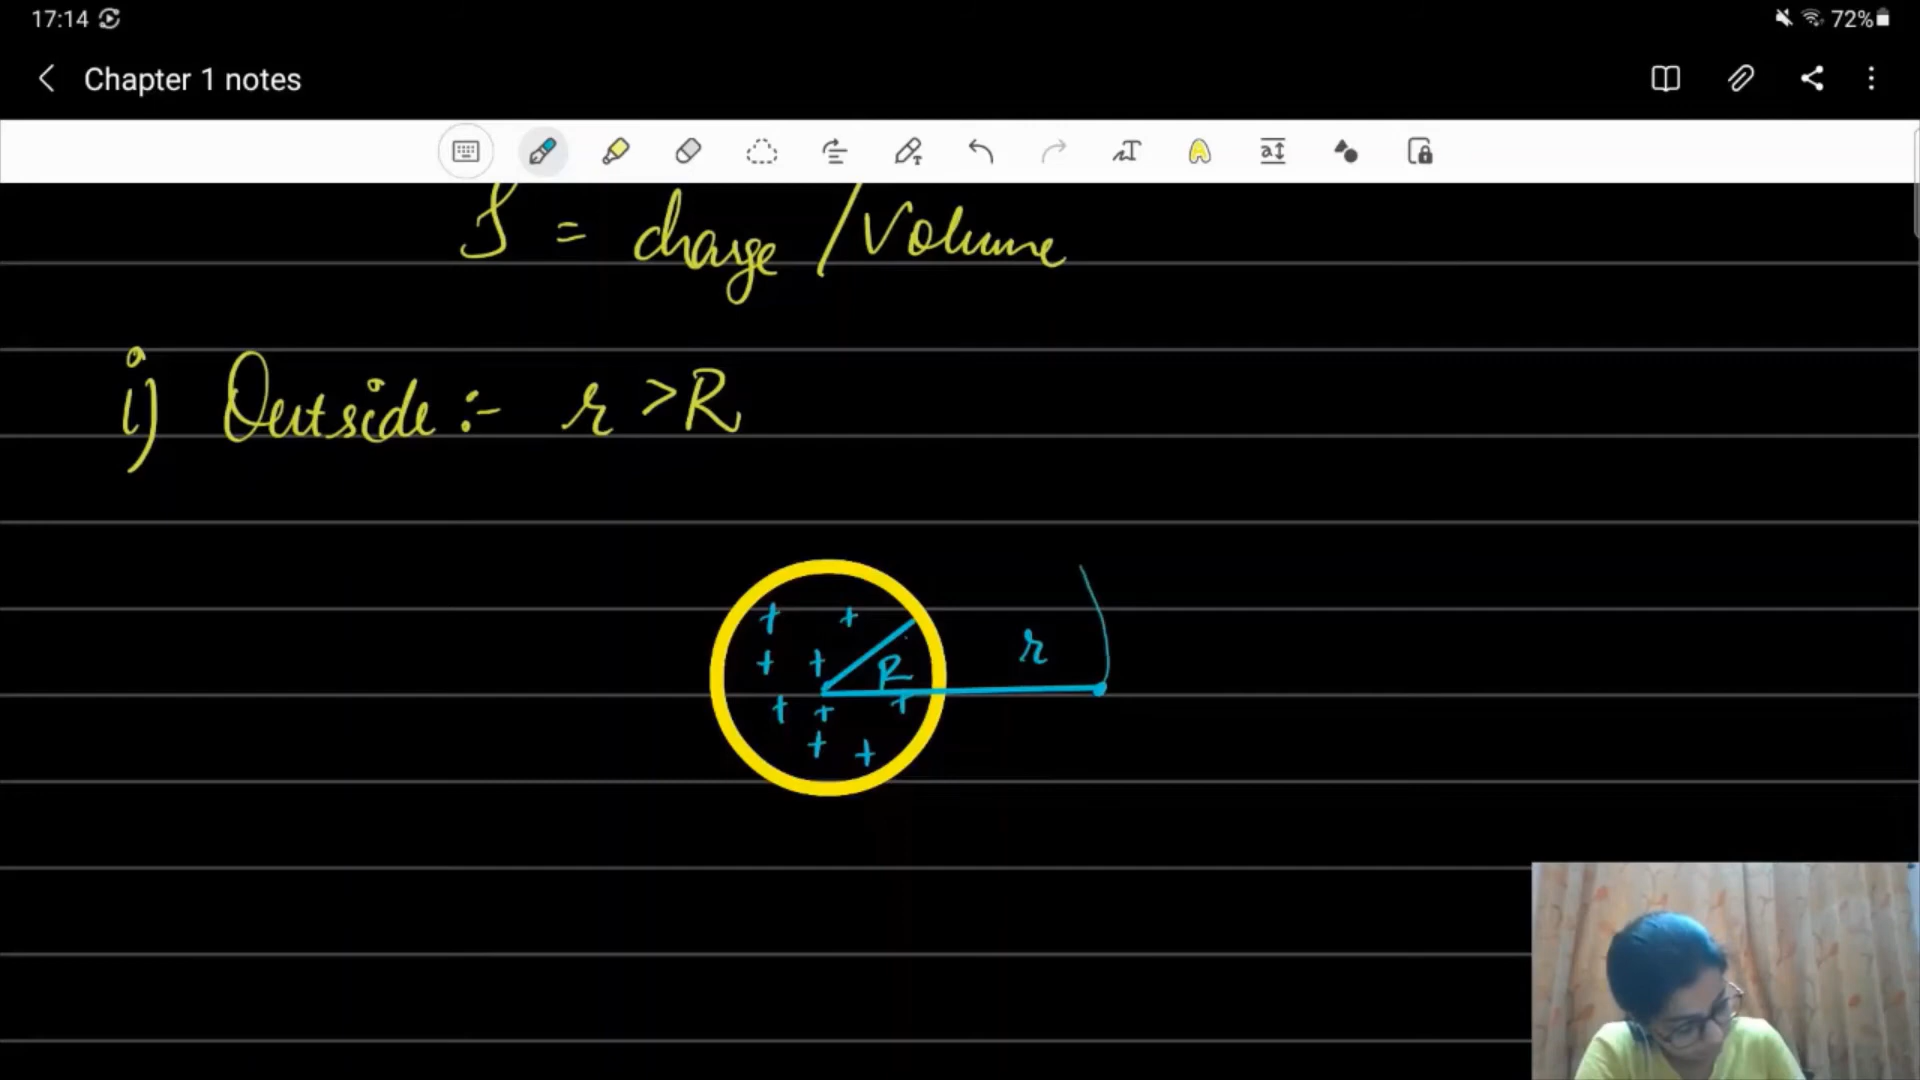 17:14
72%
Chapter 1 notes
ρ = charge / Volume
i) Outside :- r > R
+ +
r
+ + R
+ + +
+ +